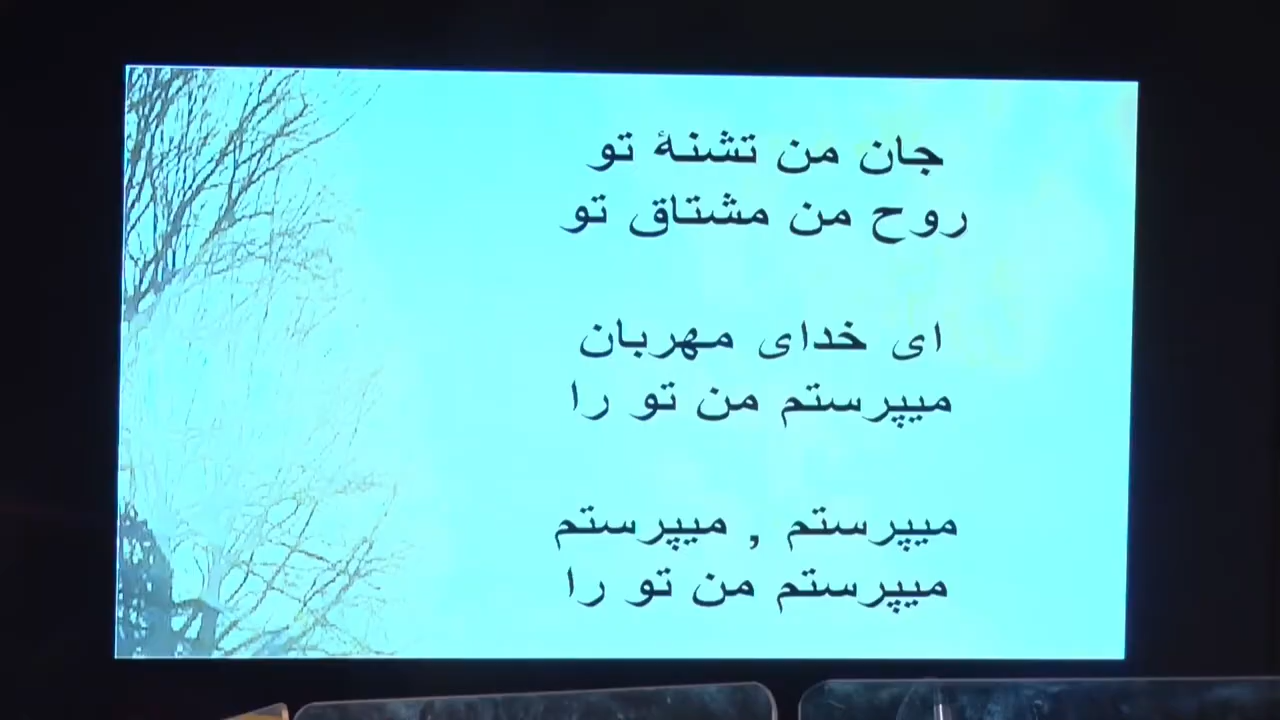 جان من تشنهٔ تو
روح من مشتاق تو
ای خدای مهربان
میپرستم من تو را
میپرستم , میپرستم
میپرستم من تو را